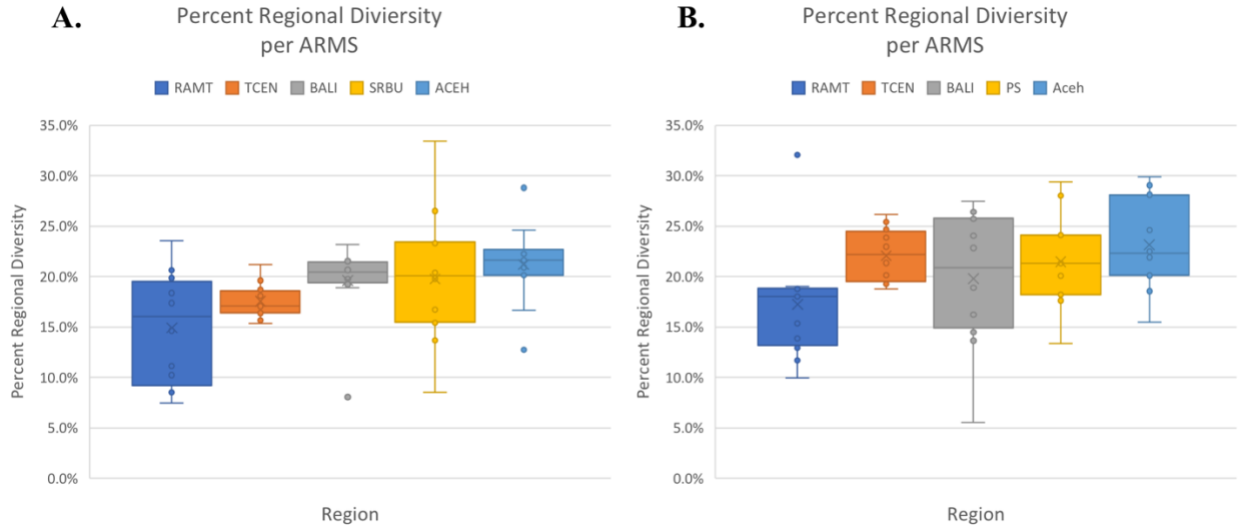 A.
Percent Regional Diviersity
per ARMS
RAMT TCEN BALI SRBU ACEH
Percent Regional Diversity
35.0%
30.0%
25.0%
20.0%
15.0%
10.0%
5.0%
0.0%
Region
B.
Percent Regional Diviersity
per ARMS
RAMT TCEN BALI PS Aceh
Percent Regional Diversity
35.0%
30.0%
25.0%
20.0%
15.0%
10.0%
5.0%
0.0%
Region